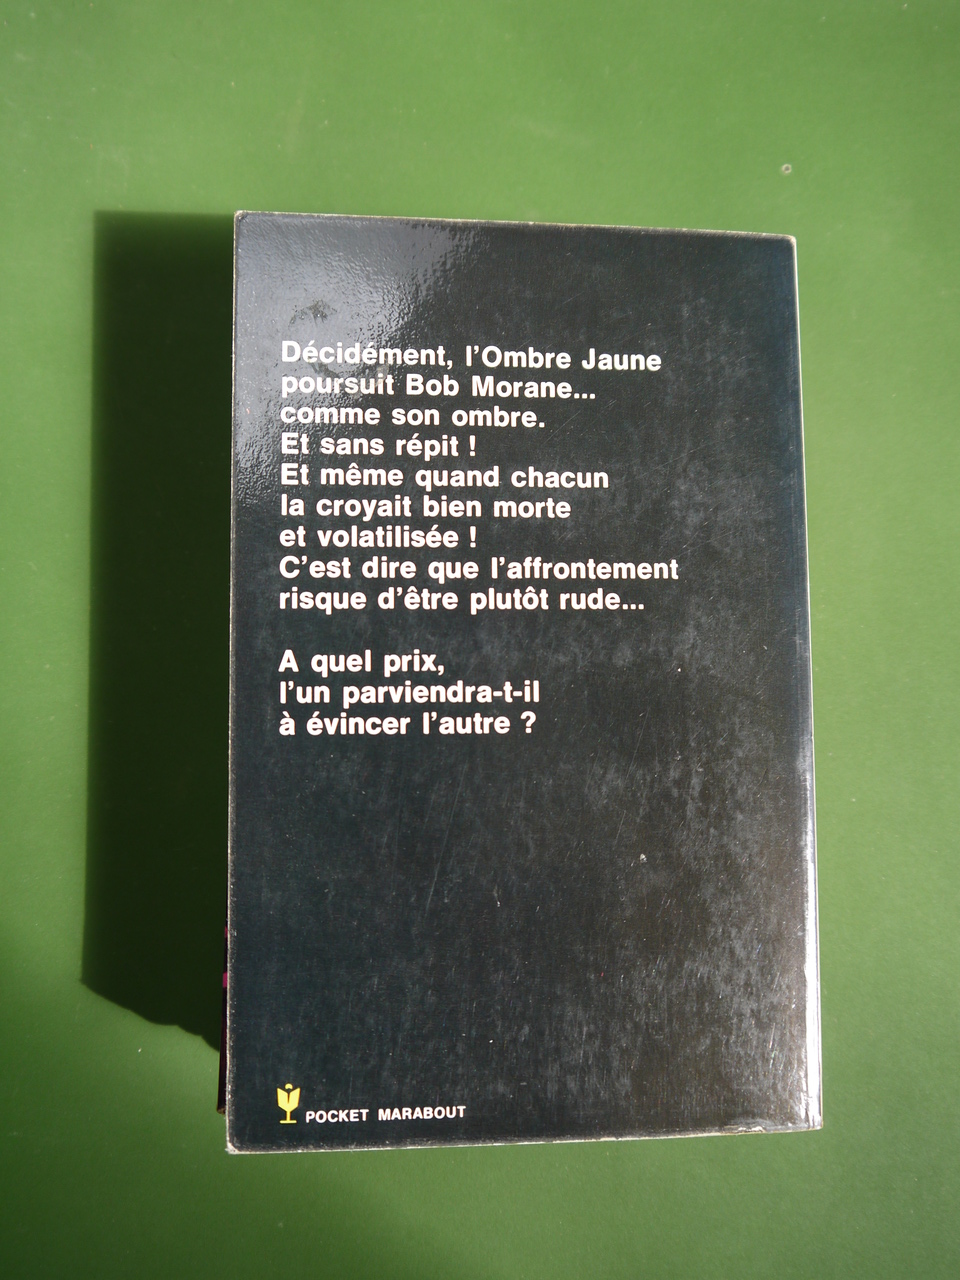 Décidément, l'Ombre Jaune
poursuit Bob Morane...
comme son ombre.
Et sans répit !
Et même quand chacun
la croyait bien morte
et volatilisée !
C'est dire que l'affrontement
risque d'être plutôt rude...
A quel prix,
l'un parviendra-t-il
à évincer l'autre ?
POCKET MARABOUT